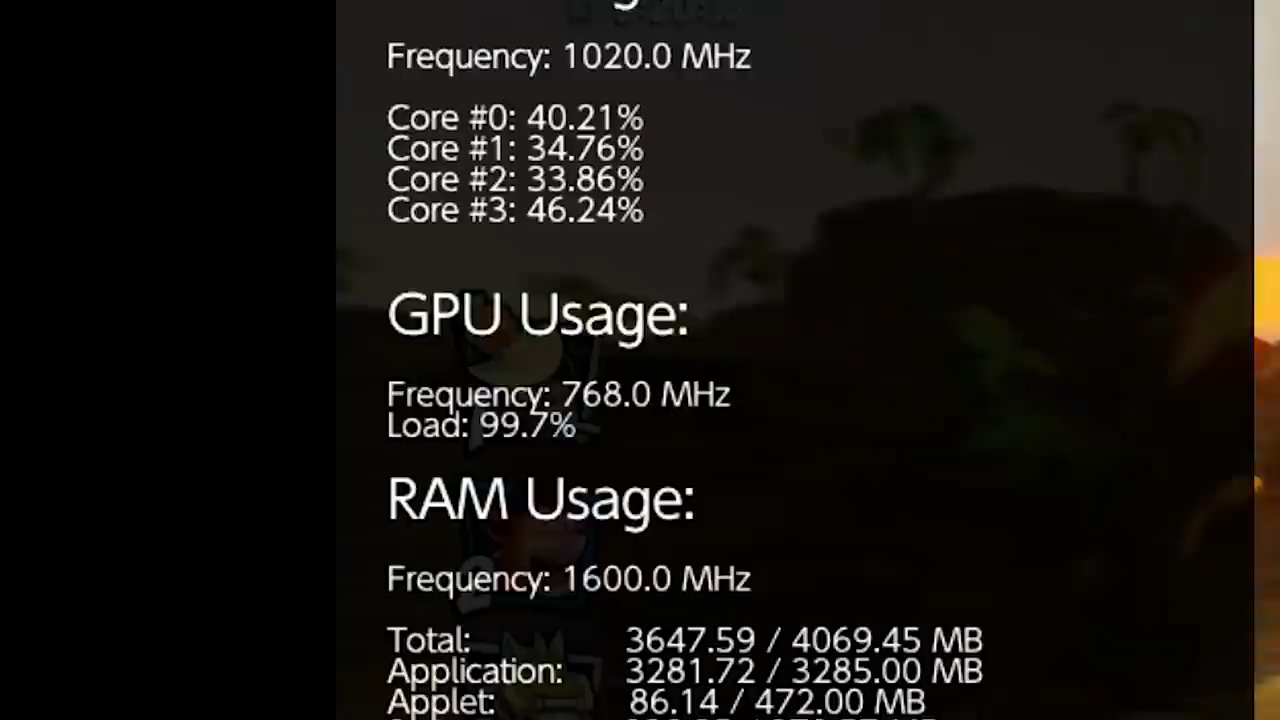 Frequency: 1020.0 MHz
Core #0: 40.21%
Core #1: 34.76%
Core #2: 33.86%
Core #3: 46.24%
GPU Usage:
Frequency: 768.0 MHz
Load: 99.7%
RAM Usage:
Frequency: 1600.0 MHz
Total: 3647.59 / 4069.45 MB
Application: 3281.72 / 3285.00 MB
Applet: 86.14 / 472.00 MB